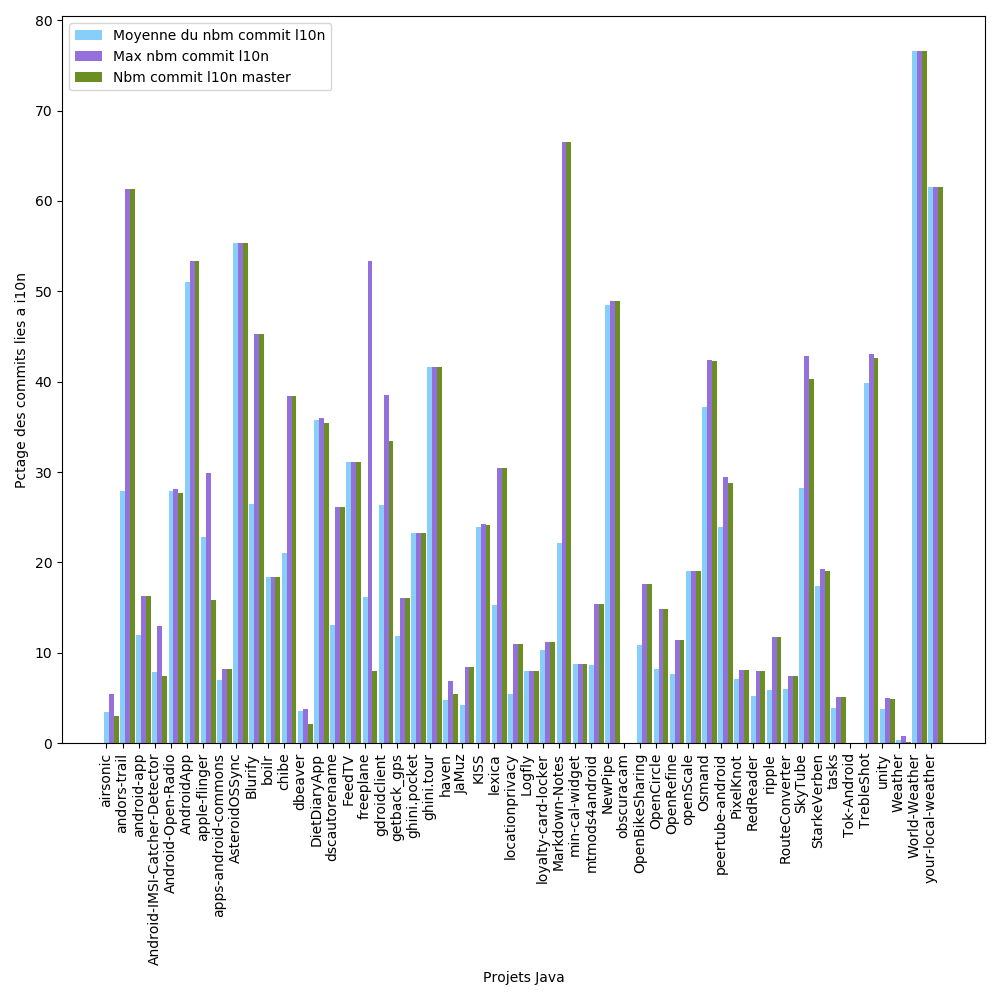 Moyenne du nbm commit l10n
Max nbm commit l10n
Nbm commit l10n master
Pctage des commits lies a i10n
80
70
60
50
40
30
20
10
0
airsonic
andors-trail
android-app
Android-IMSI-Catcher-Detector
Android-Open-Radio
AndroidApp
apple-flinger
apps-android-commons
AsteroidOSSync
Blurify
boilr
chibe
dbeaver
DietDiaryApp
dscautorename
FeedTV
freeplane
gdroidclient
getback_gps
ghini.pocket
ghini.tour
haven
JaMuz
KISS
lexica
locationprivacy
Logfly
loyalty-card-locker
Markdown-Notes
min-cal-widget
mtmods4android
NewPipe
obscuracam
OpenBikeSharing
OpenCircle
OpenRefine
openScale
Osmand
peertube-android
PixelKnot
RedReader
ripple
RouteConverter
SkyTube
StarkeVerben
tasks
Tok-Android
TrebleShot
unity
Weather
World-Weather
your-local-weather
Projets Java